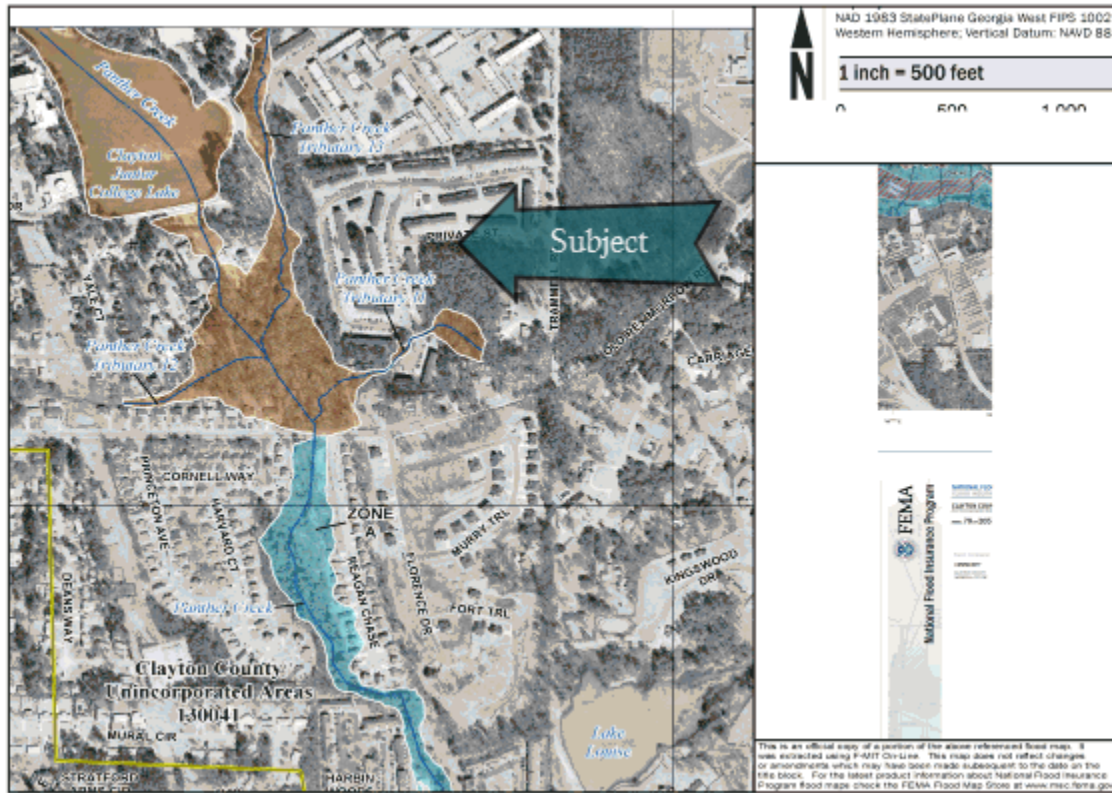 NAD 1983 StatePlane Georgia West FIPS 1002
Western Hemisphere; Vertical Datum: NAVD 88
N
1 inch = 500 feet
0 500 1 000
Panther Creek
Panther Creek
Tributary 13
Clayton
Junior
College Lake
PRIVATE ST
Subject
YALE CT
Panther Creek
Tributary 11
CARRIAGE
Panther Creek
Tributary 12
CORNELL WAY
PRINCETON AVE
HARVARD CT
ZONE
A
MURRY TRL
REAGAN CHASE
FLORENCE DR
KINGSWOOD
DEANS WAY
Panther Creek
FORT TRL
Clayton County
Unincorporated Areas
130041
MURAL CIR
Lake
Louise
STRATFORD
HARBIN
FEMA
National Flood Insurance Program
This is an official copy of a portion of the above referenced flood map. It
was extracted using F-MIT On-Line. This map does not reflect changes
or amendments which may have been made subsequent to the date on the
title block. For the latest product information about National Flood Insurance
Program flood maps check the FEMA Flood Map Store at www.msc.fema.gov